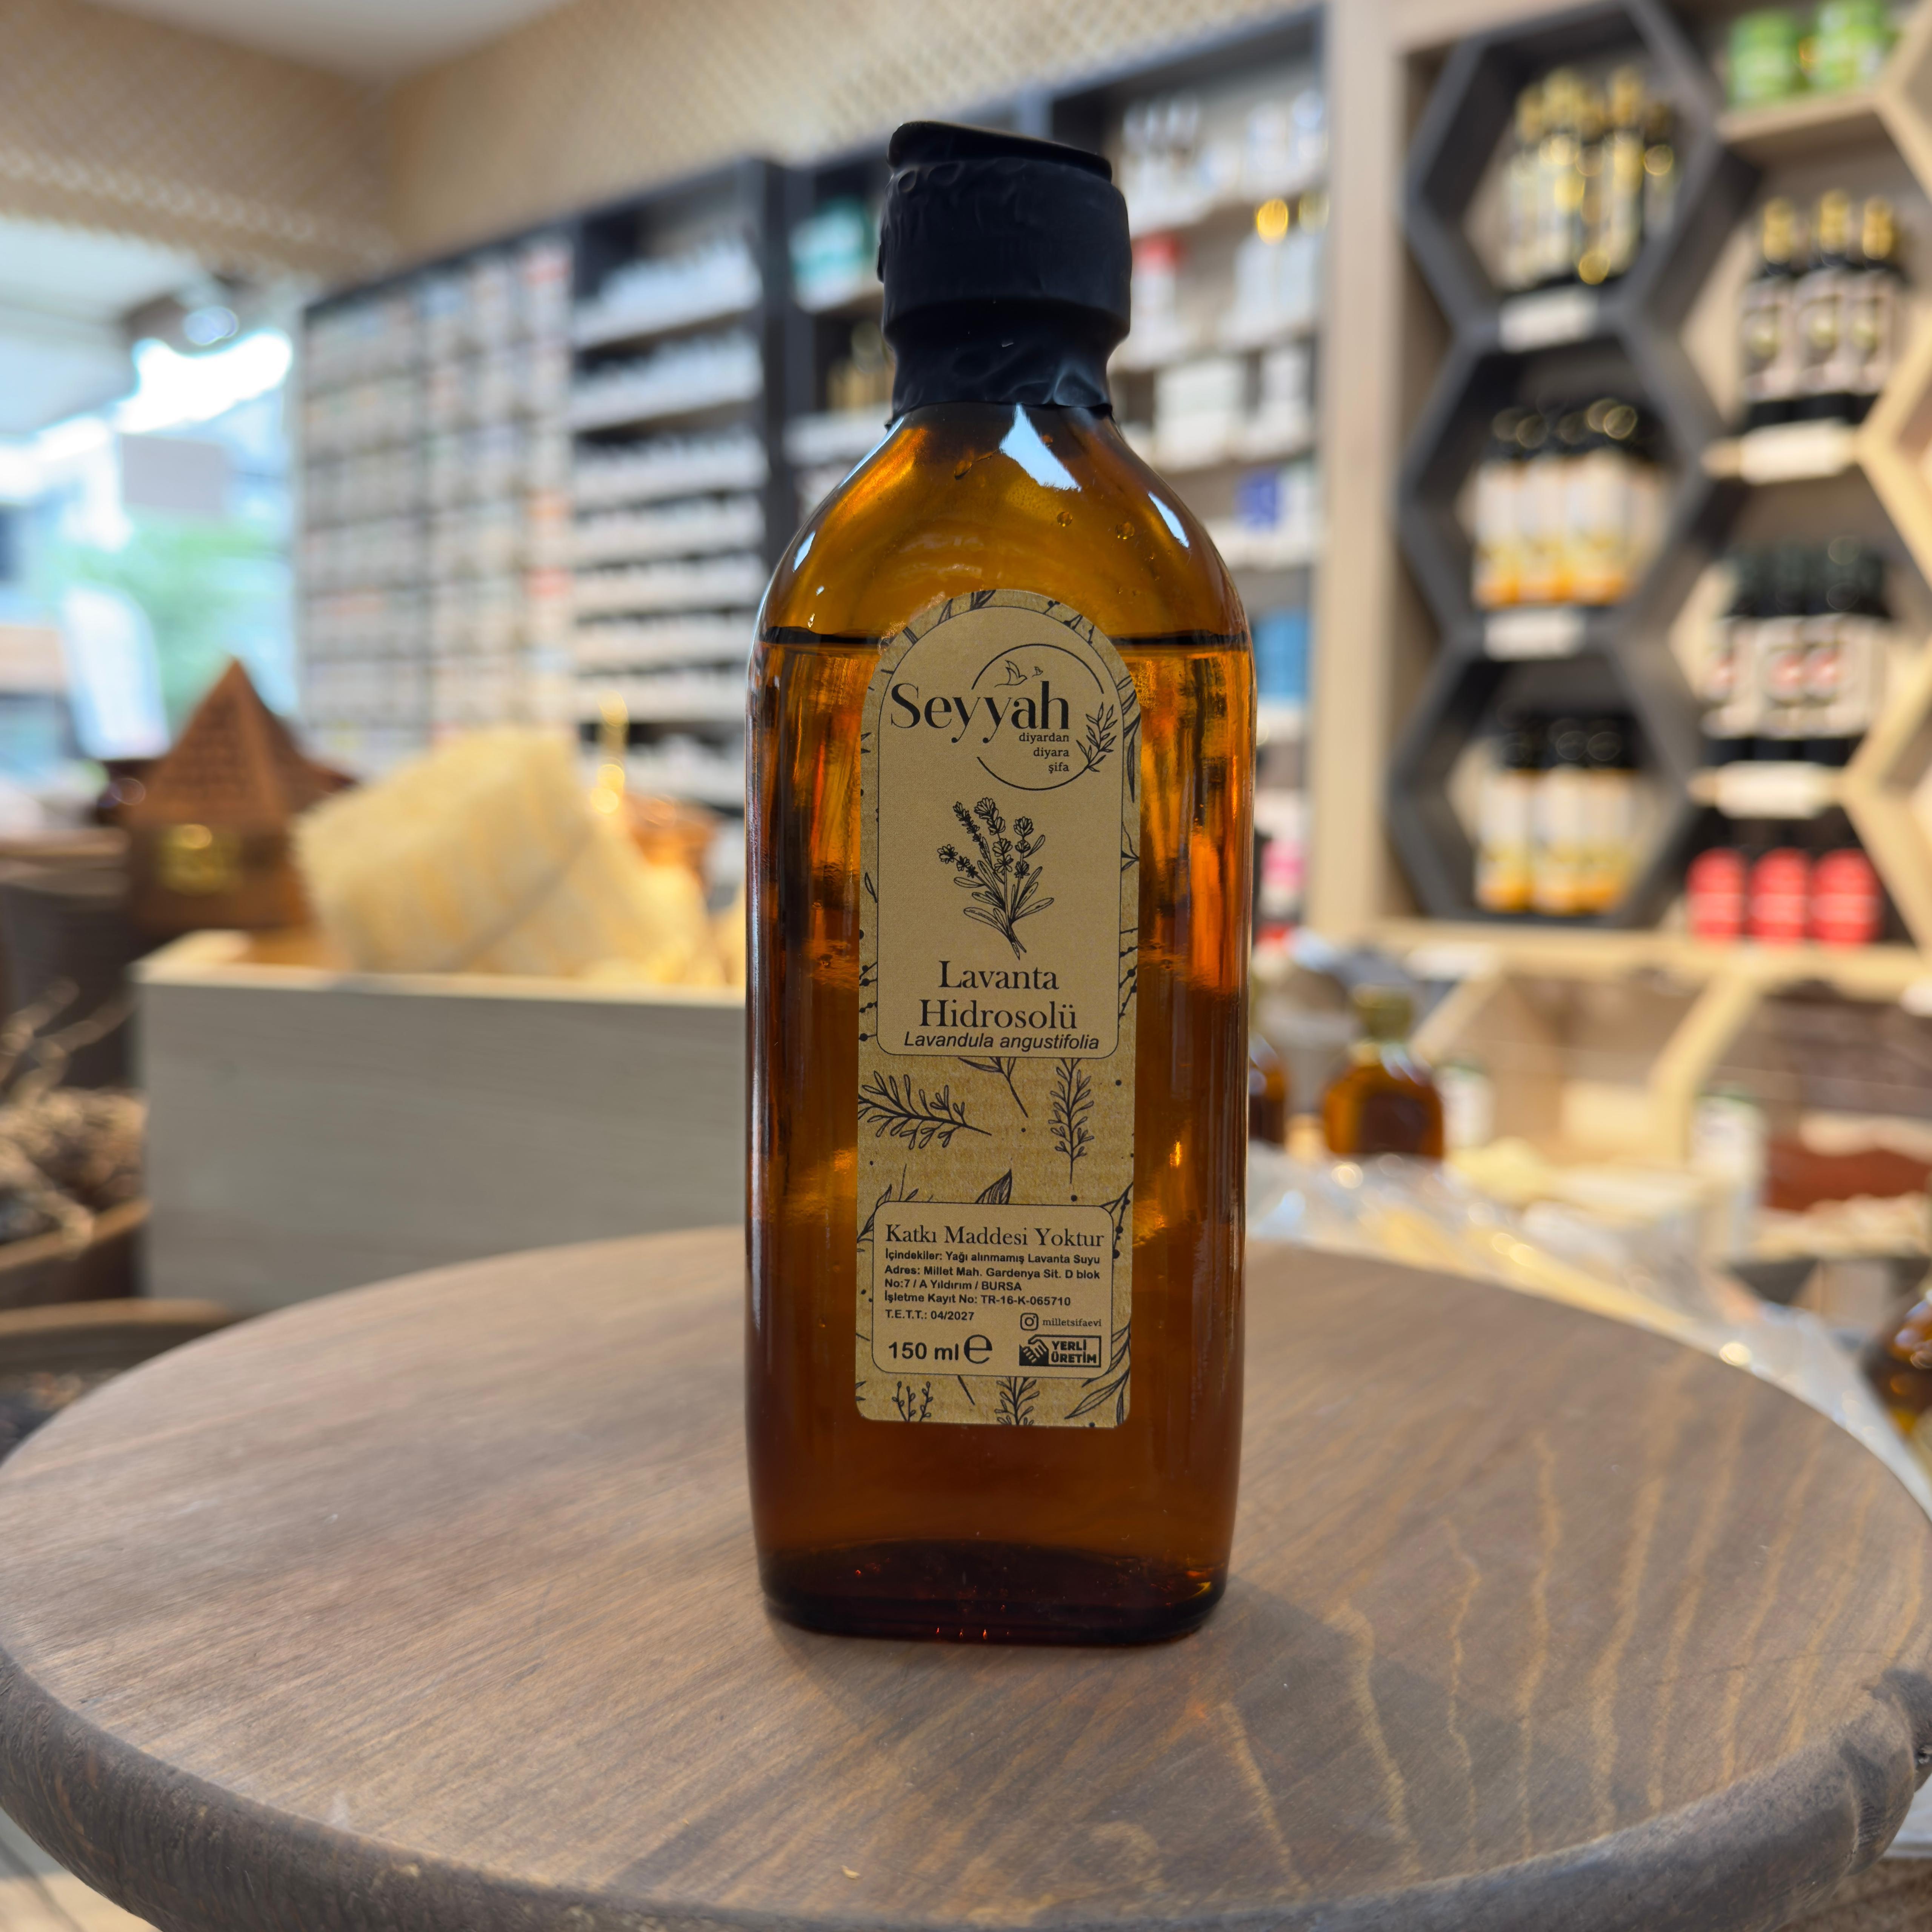 Seyyah
diyardan
diyara
şifa
Lavanta
Hidrosolü
Lavandula angustifolia
Katkı Maddesi Yoktur
İçindekiler: Yağı alınmamış Lavanta Suyu
Adres: Millet Mah. Gardenya Sit. D blok
No:7 / A Yıldırım / BURSA
İşletme Kayıt No: TR-16-K-065710
T.E.T.T.: 04/2027
milletsifaevi
150 ml e
YERLİ
ÜRETİM